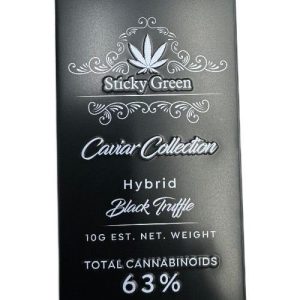 Sticky Green
Caviar Collection
Hybrid
Black Truffle
10G EST. NET. WEIGHT
TOTAL CANNABINOIDS
63%